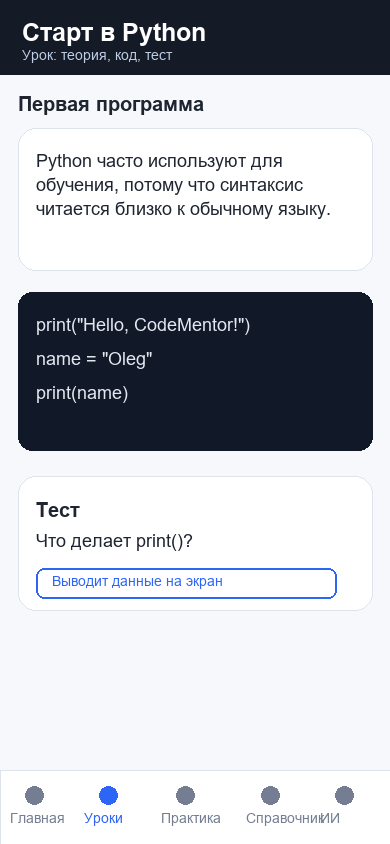 Старт в Python
Урок: теория, код, тест
Первая программа
Python часто используют для
обучения, потому что синтаксис
читается близко к обычному языку.
print("Hello, CodeMentor!")
name = "Oleg"
print(name)
Тест
Что делает print()?
Выводит данные на экран
Главная Уроки Практика Справочник ИИ